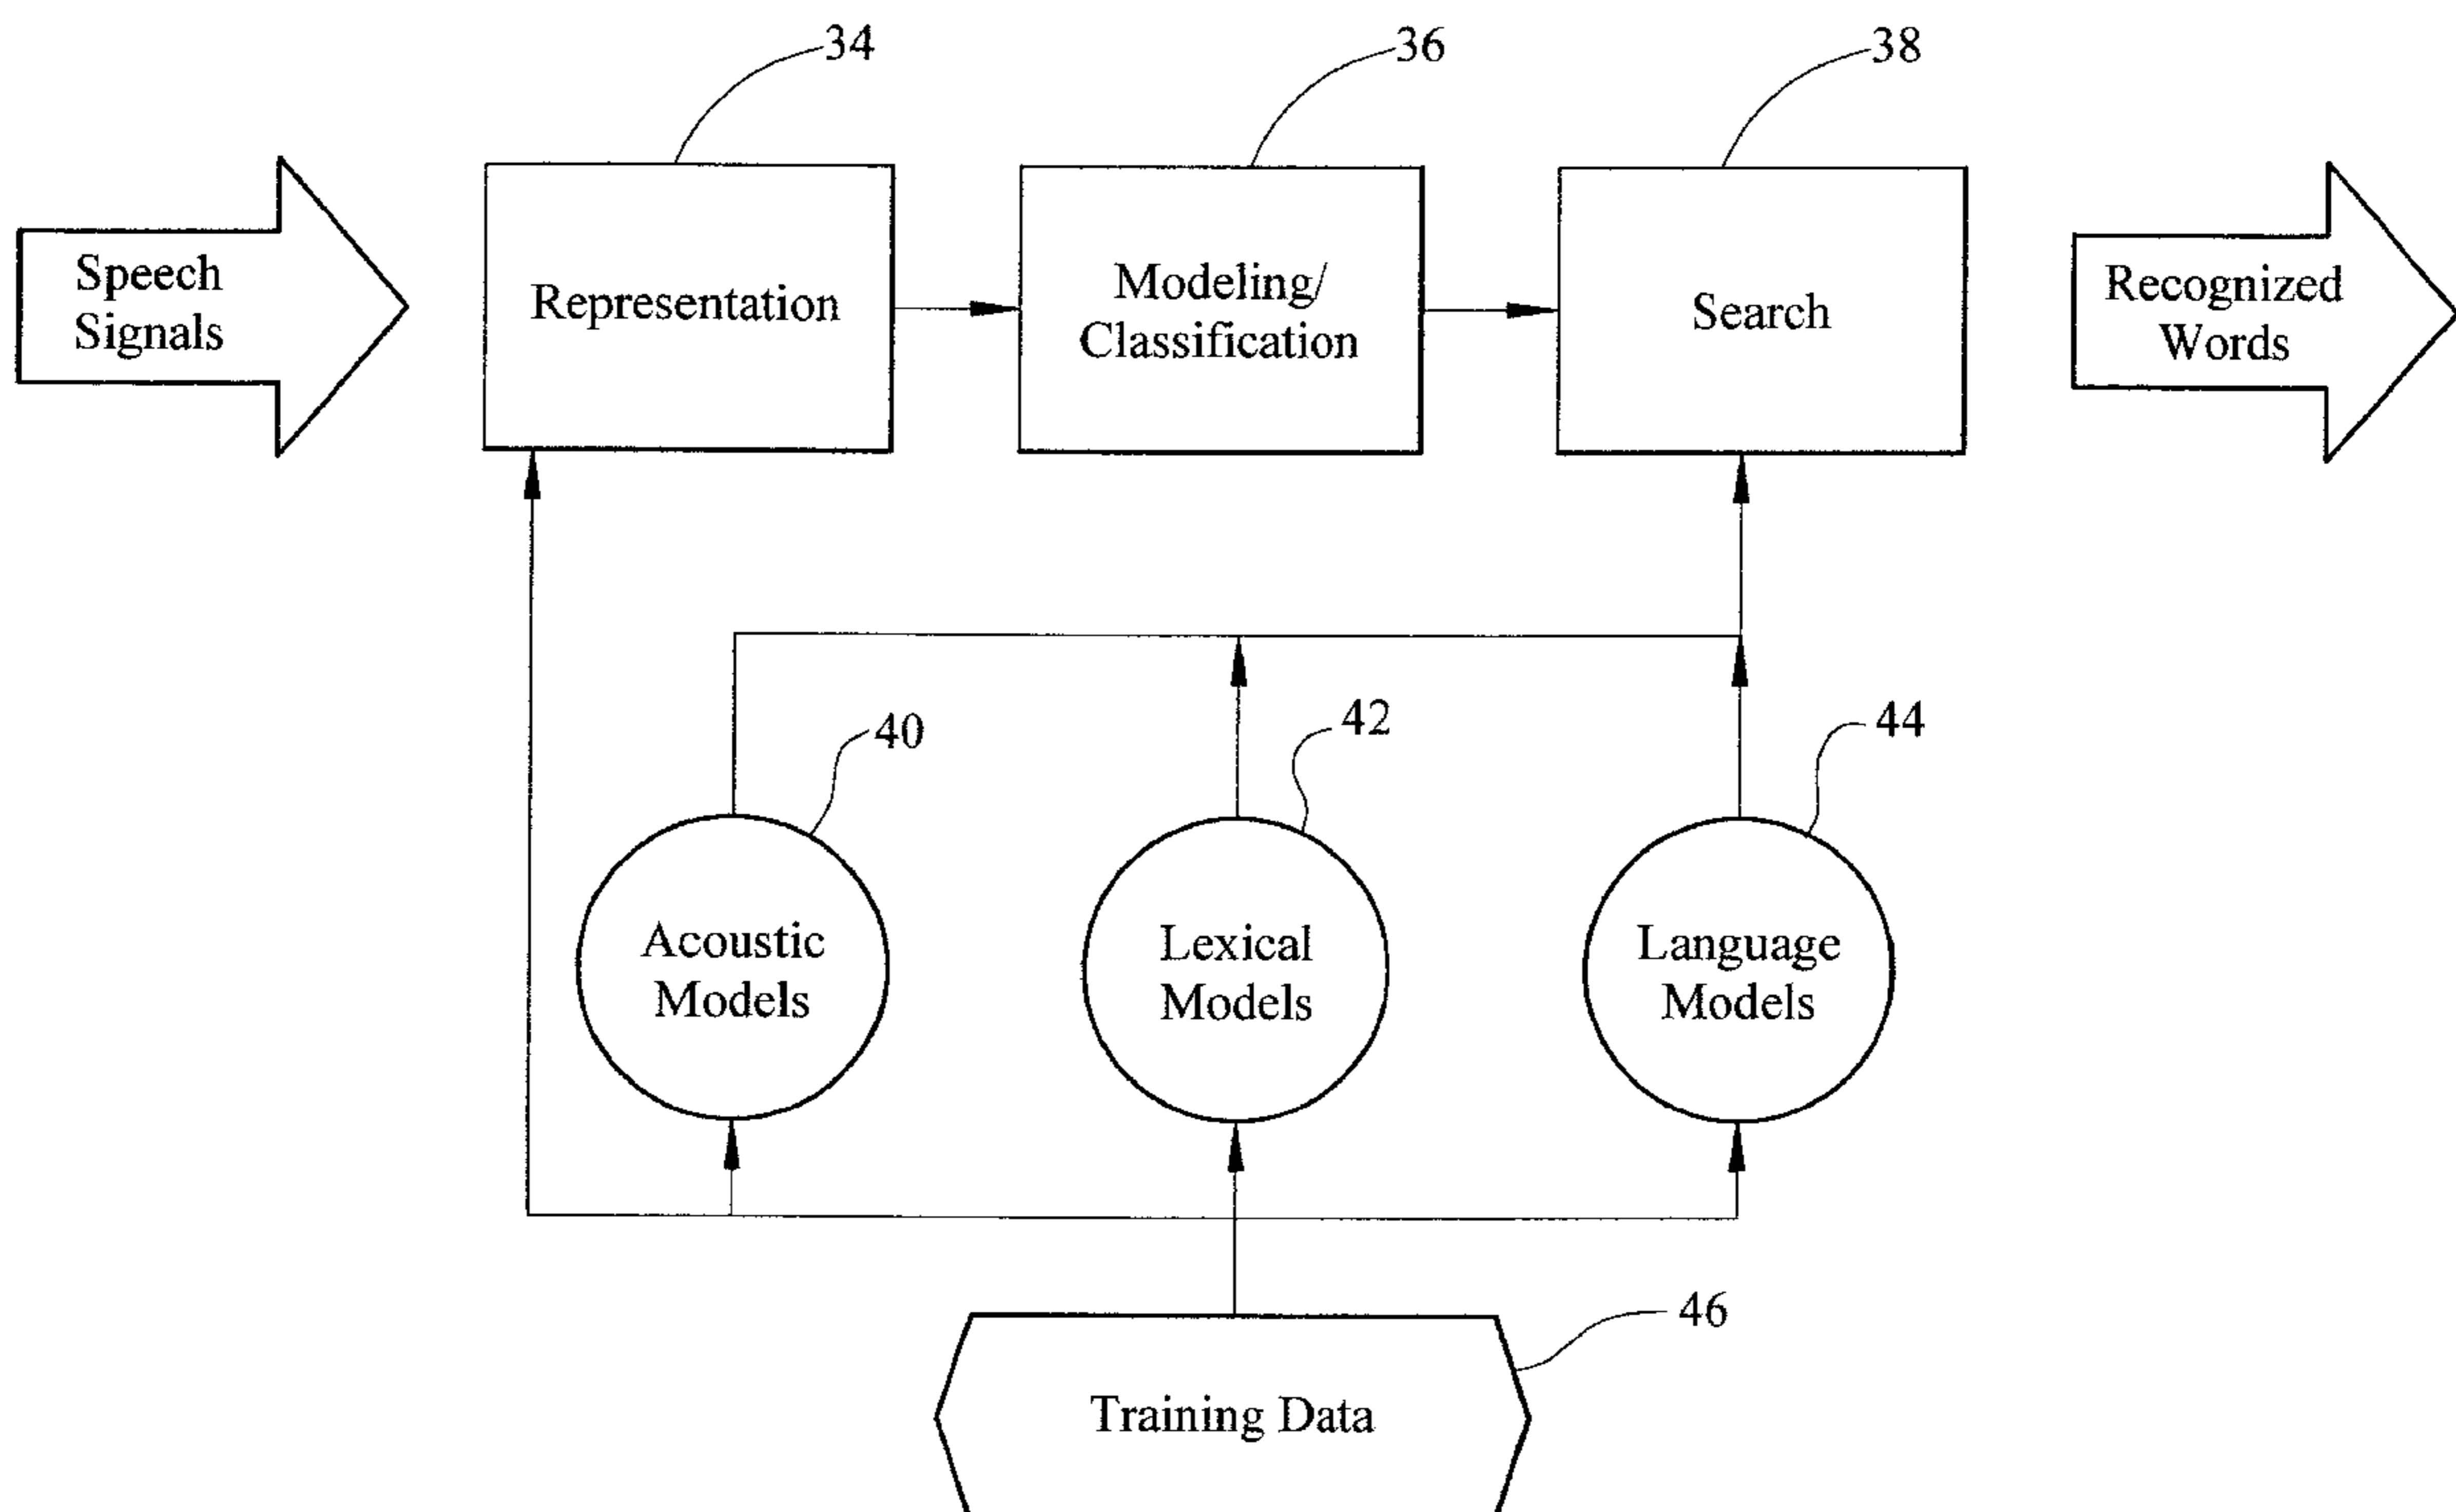 34
36
38
Speech
Signals
Representation
Modeling/
Classification
Search
Recognized
Words
40
42
44
Acoustic
Models
Lexical
Models
Language
Models
46
Training Data